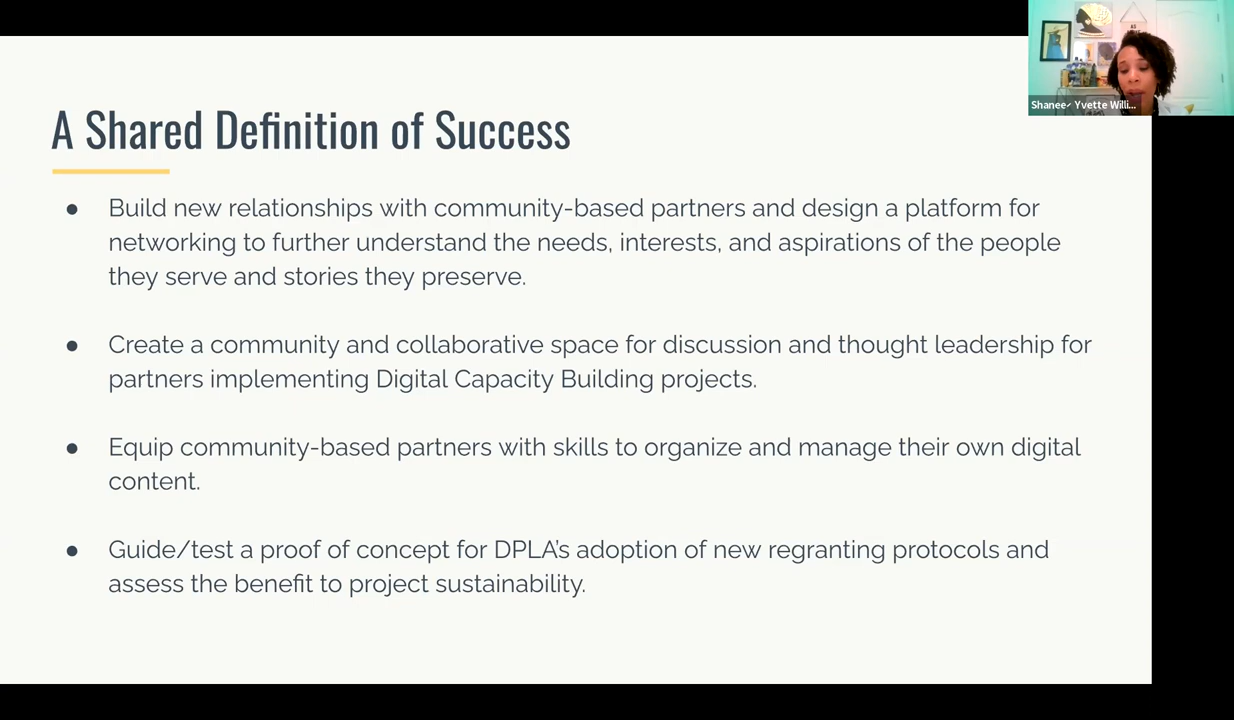 A Shared Definition of Success
● Build new relationships with community-based partners and design a platform for
networking to further understand the needs, interests, and aspirations of the people
they serve and stories they preserve.
● Create a community and collaborative space for discussion and thought leadership for
partners implementing Digital Capacity Building projects.
● Equip community-based partners with skills to organize and manage their own digital
content.
● Guide/test a proof of concept for DPLA's adoption of new regranting protocols and
assess the benefit to project sustainability.
Yvette Willi...